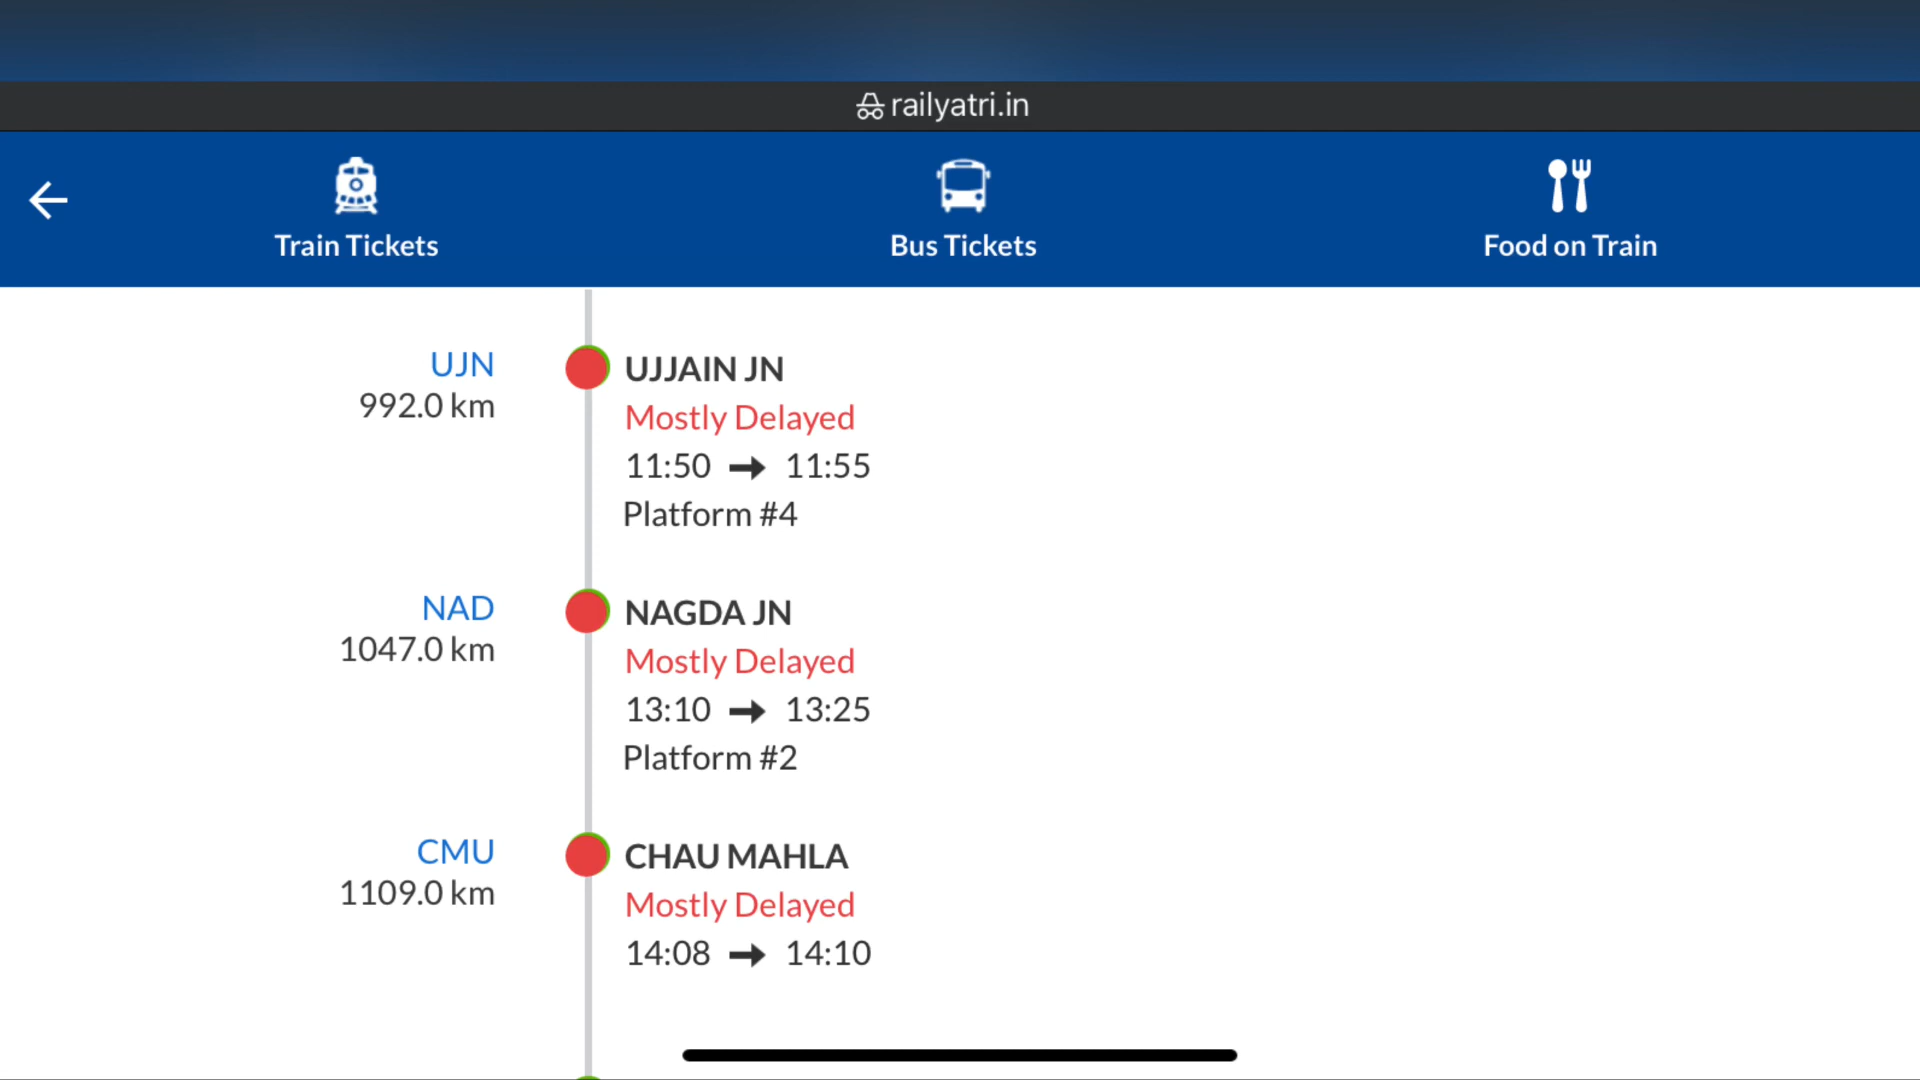 railyatri.in
Train Tickets
Bus Tickets
Food on Train
UJN
992.0 km
UJJAIN JN
Mostly Delayed
11:50 → 11:55
Platform #4
NAD
1047.0 km
NAGDA JN
Mostly Delayed
13:10 → 13:25
Platform #2
CMU
1109.0 km
CHAU MAHLA
Mostly Delayed
14:08 → 14:10